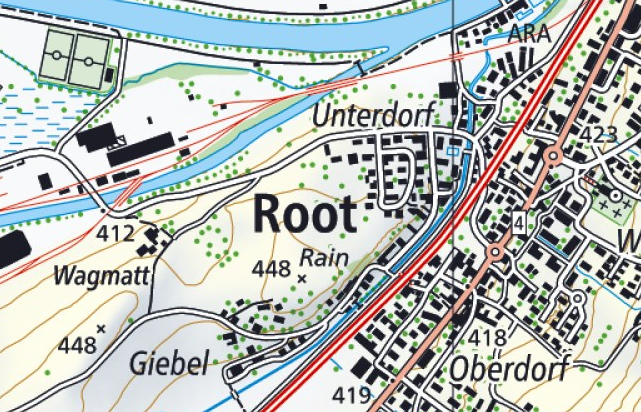 ARA
Unterdorf
423
Root
4
412
Rain
448
Wagmatt
448
418
Giebel
Oberdorf
419
W